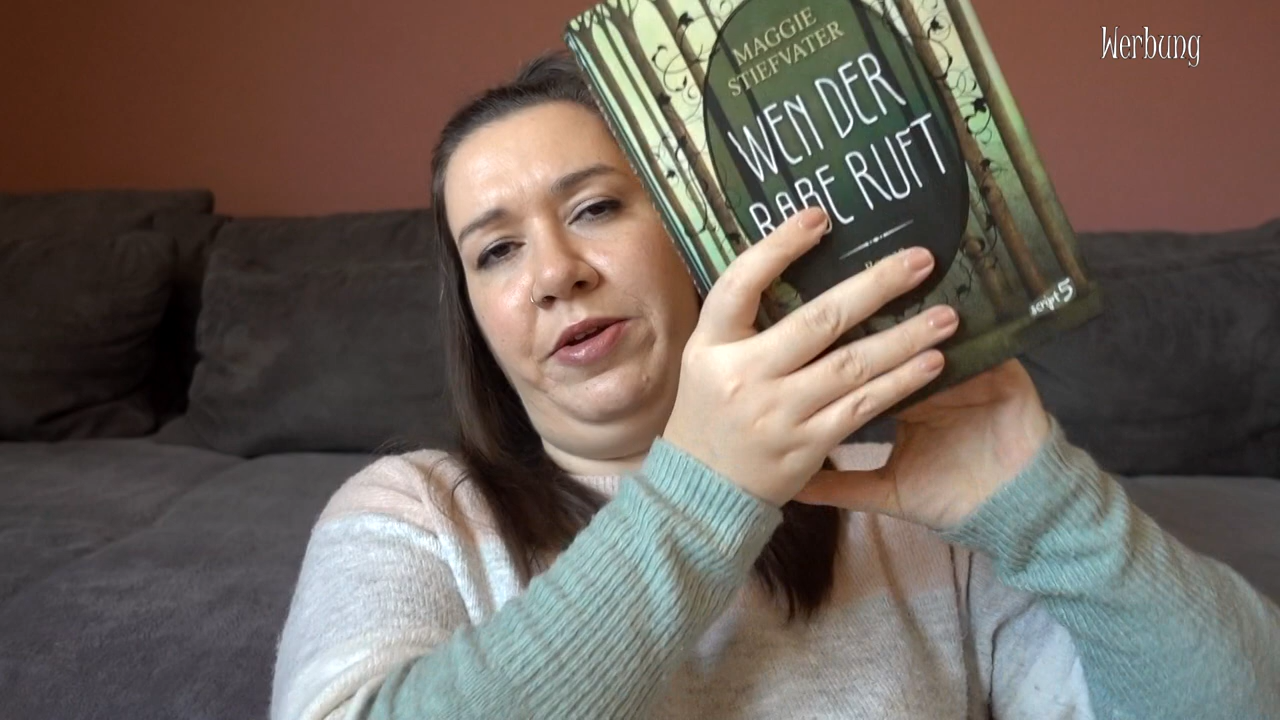 Werbung
MAGGIE
STIEFVATER
WEN DER
RABE RUFT
script5